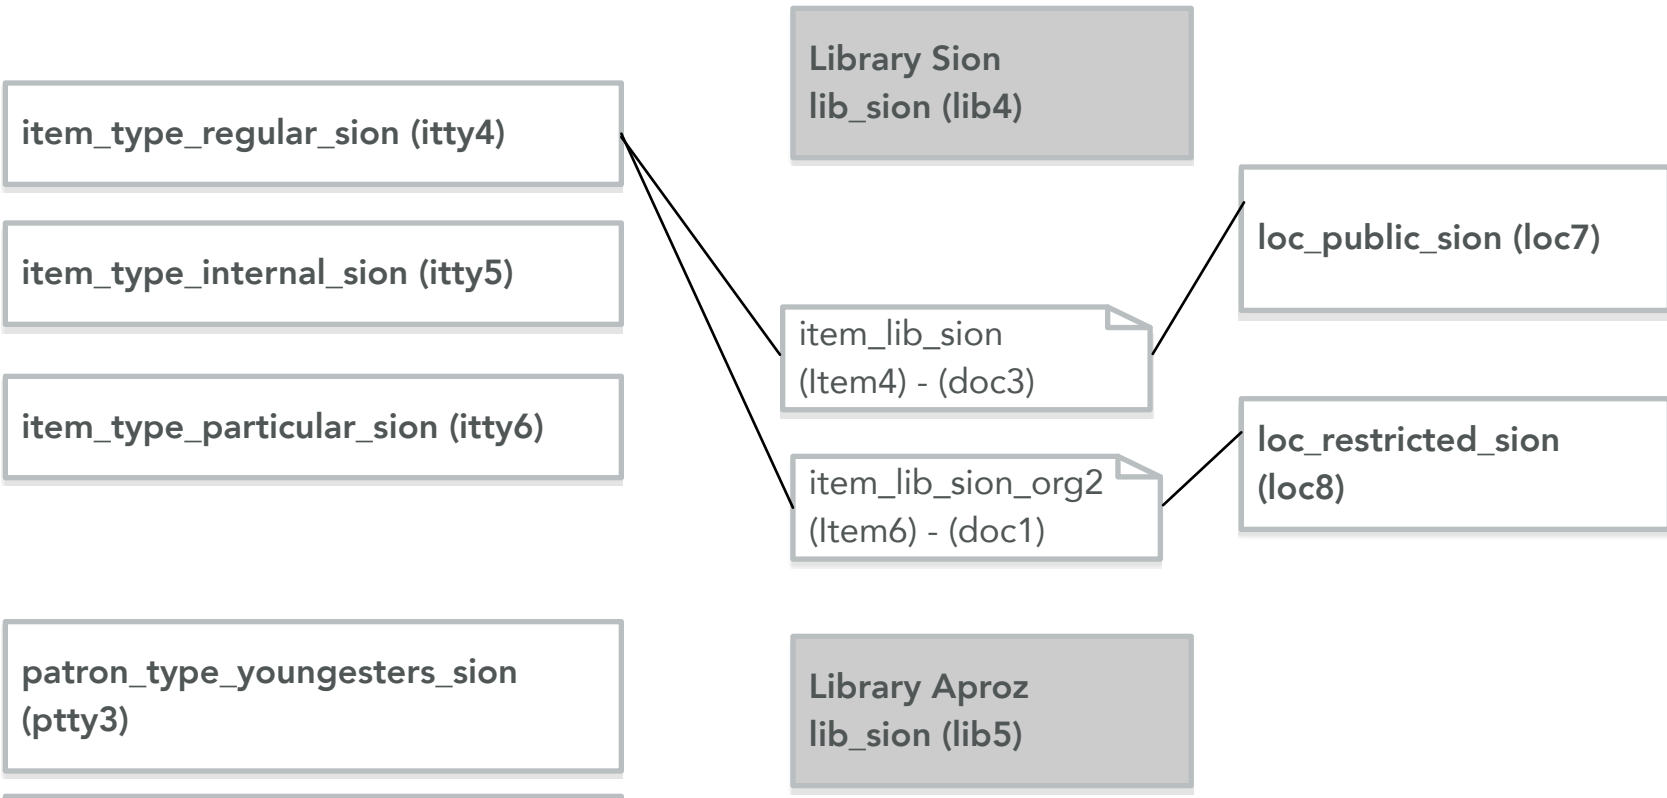 item_type_regular_sion (itty4)
item_type_internal_sion (itty5)
item_type_particular_sion (itty6)
patron_type_youngesters_sion
(ptty3)
Library Sion
lib_sion (lib4)
item_lib_sion
(Item4) - (doc3)
item_lib_sion_org2
(Item6) - (doc1)
Library Aproz
lib_sion (lib5)
loc_public_sion (loc7)
loc_restricted_sion
(loc8)